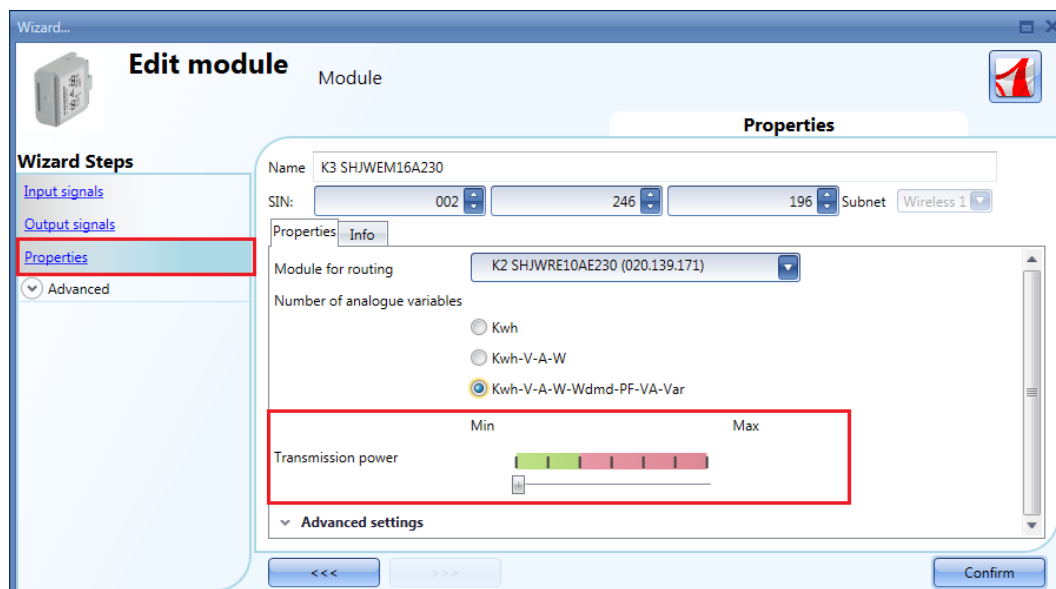 Wizard...
Edit module
Module
Properties
Wizard Steps
Input signals
Output signals
Properties
Advanced
Name K3 SHJWEM16A230
SIN: 002 246 196 Subnet Wireless 1
Properties Info
Module for routing K2 SHJWRE10AE230 (020.139.171)
Number of analogue variables
Kwh
Kwh-V-A-W
Kwh-V-A-W-Wdmd-PF-VA-Var
Min Max
Transmission power
Advanced settings
<<< >>> Confirm